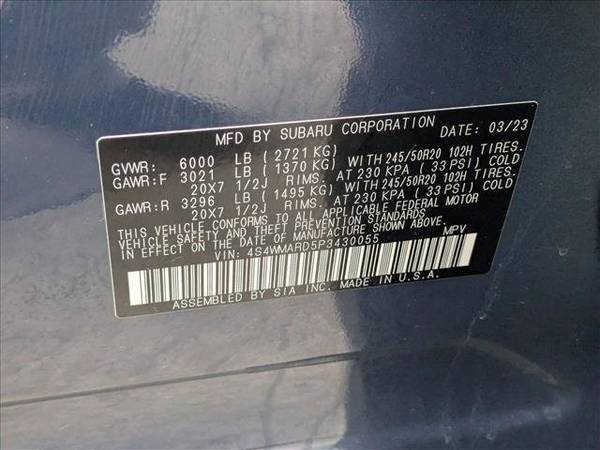 MFD BY SUBARU CORPORATION DATE: 03/23
GVWR: 6000 LB ( 2721 KG)
GAWR:F 3021 LB ( 1370 KG) WITH 245/50R20 102H TIRES.
20X7 1/2J RIMS. AT 230 KPA ( 33 PSI) COLD
GAWR:R 3296 LB ( 1495 KG) WITH 245/50R20 102H TIRES.
20X7 1/2J RIMS. AT 230 KPA ( 33 PSI) COLD
THIS VEHICLE CONFORMS TO ALL APPLICABLE FEDERAL MOTOR
VEHICLE SAFETY AND THEFT PREVENTION STANDARDS
IN EFFECT ON THE DATE OF MANUFACTURE SHOWN ABOVE.
VIN: 4S4WMARD5P3430055 MPV
ASSEMBLED BY SIA INC. MADE IN U.S.A.